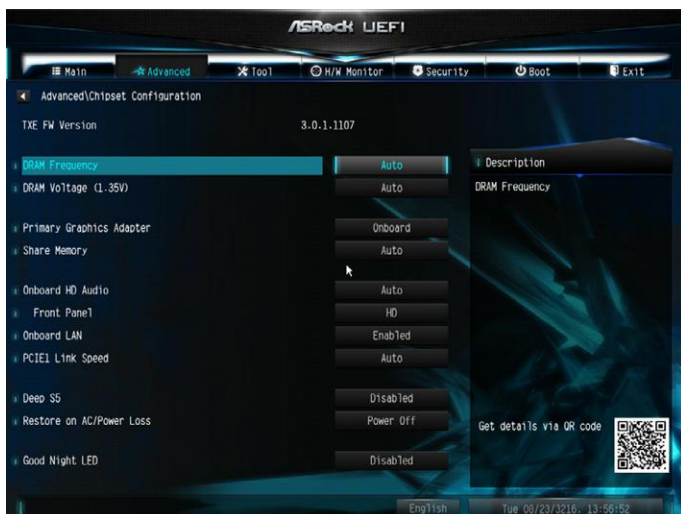 ASRock UEFI
Main Advanced Tool H/W Monitor Security Boot Exit
Advanced\Chipset Configuration
TXE FW Version 3.0.1.1107
DRAM Frequency Auto
DRAM Voltage (1.35V) Auto
Primary Graphics Adapter Onboard
Share Memory Auto
Onboard HD Audio Auto
Front Panel HD
Onboard LAN Enabled
PCIE1 Link Speed Auto
Deep S5 Disabled
Restore on AC/Power Loss Power Off
Good Night LED Disabled
Description
DRAM Frequency
Get details via QR code
English Tue 08/23/3216. 13:56:52